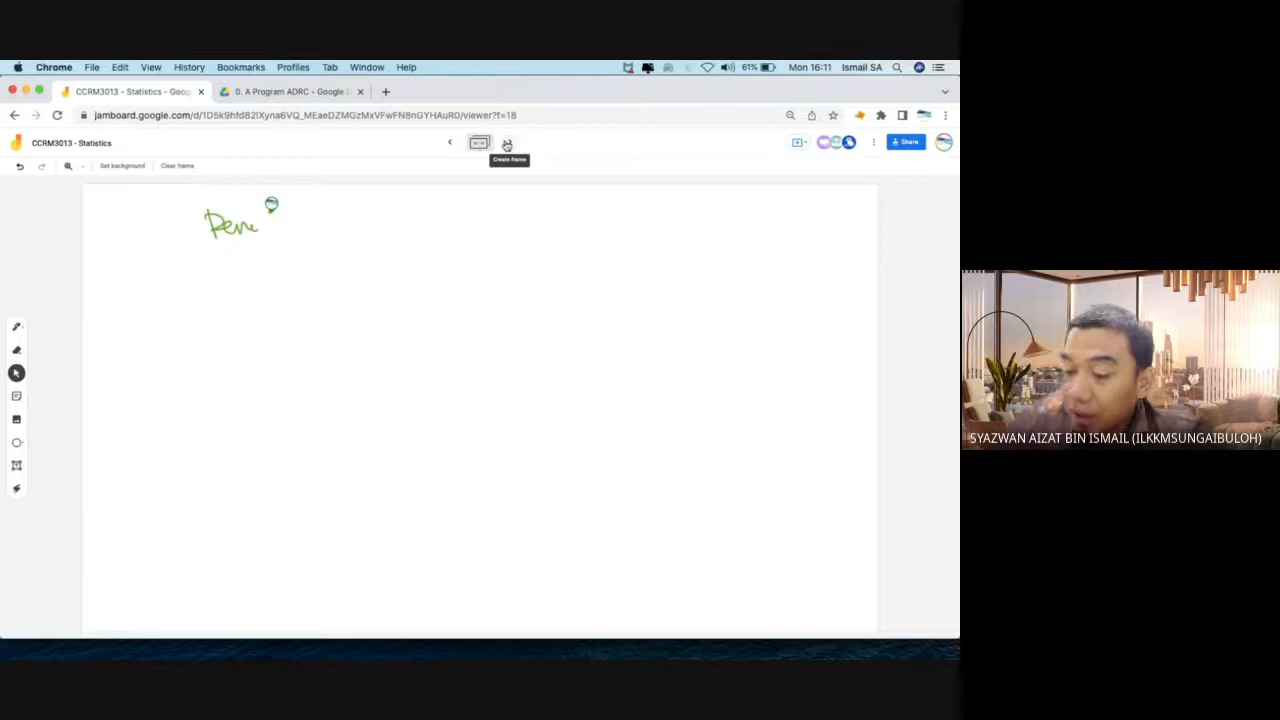 Chrome File Edit View History Bookmarks Profiles Tab Window Help 61% Mon 16:11 Ismail SA
CCRM3013 - Statistics - Goog 0. A Program ADRC - Google
jamboard.google.com/d/1D5k9hfd82IXyna6VQ_MEaeDZMGzMxVFwFN8nGYHAuR0/viewer?f=18
CCRM3013 - Statistics Share
Create frame
Set background Clear frame
SYAZWAN AIZAT BIN ISMAIL (ILKKMSUNGAIBULOH)